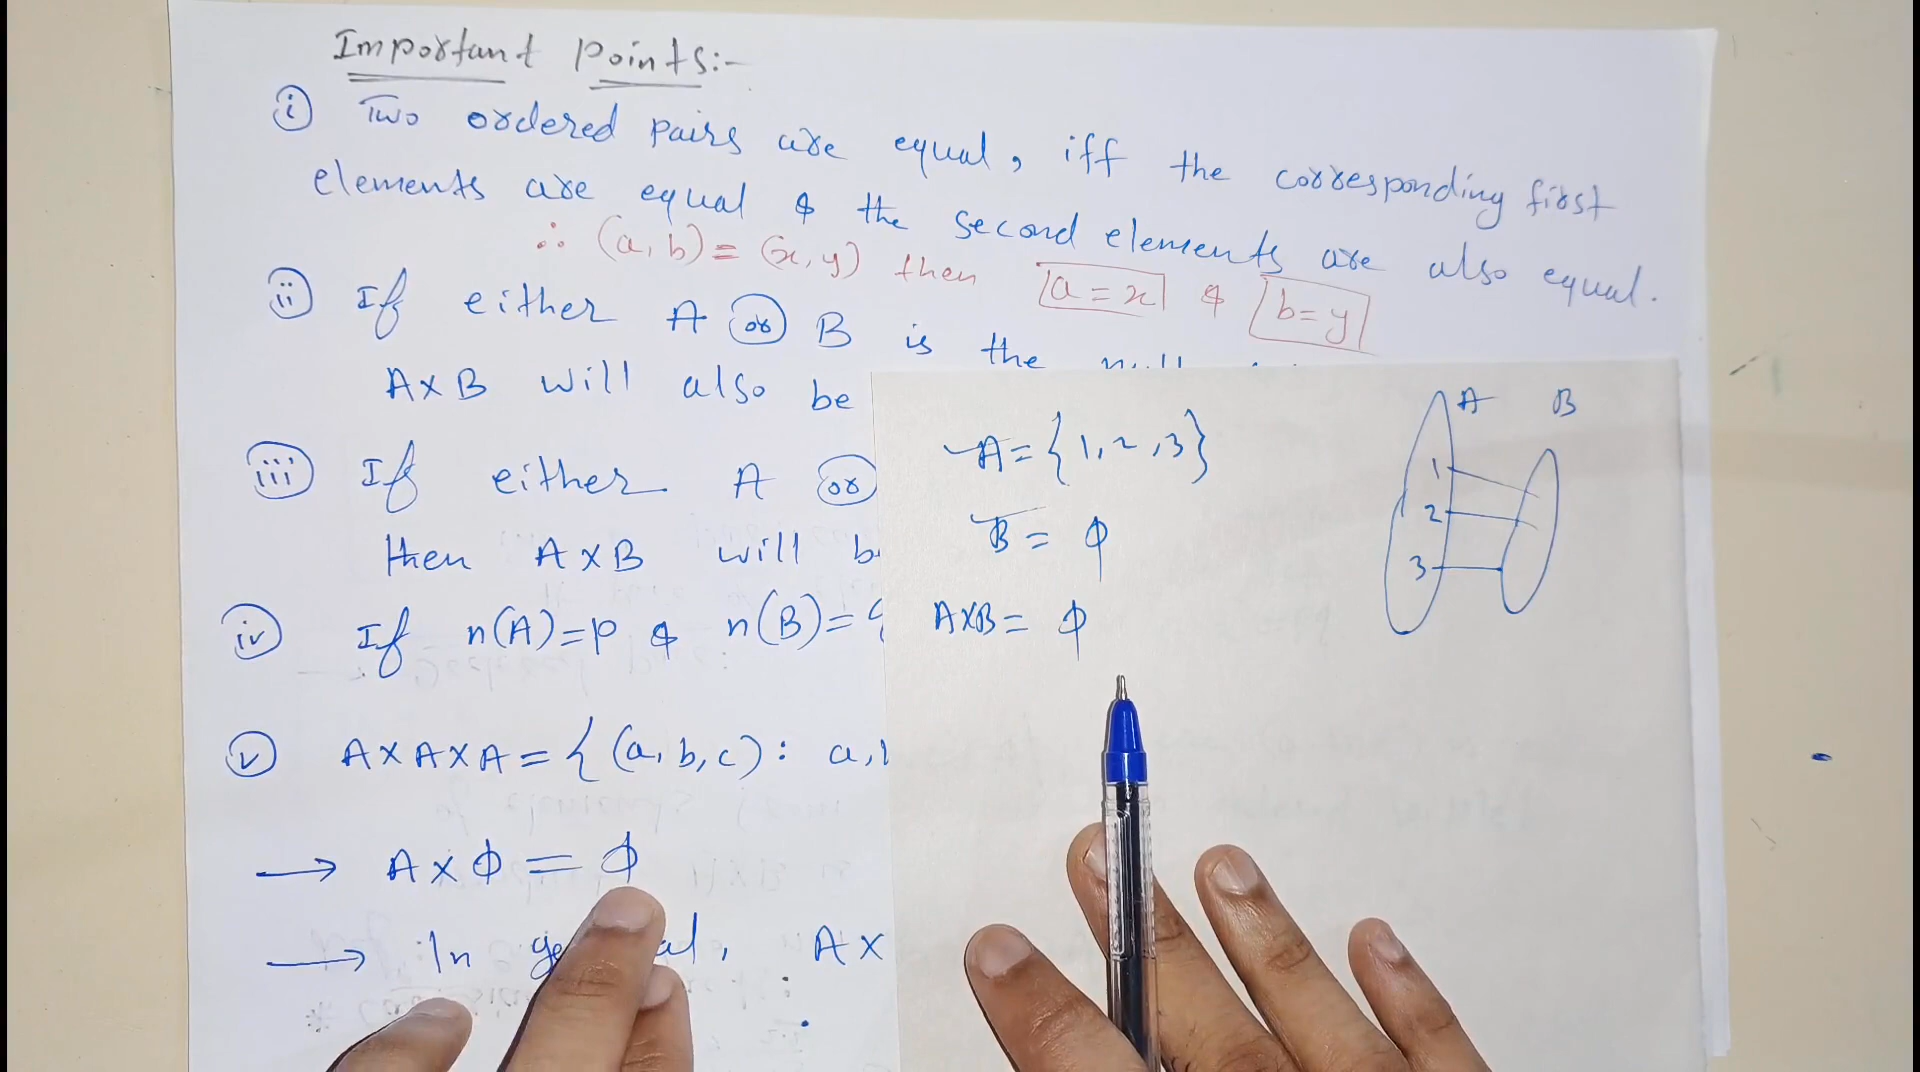 Important Points:-
(i) Two ordered pairs are equal, iff the corresponding first
elements are equal & the second elements are also equal.
∴ (a, b) = (x, y) then a = x & b = y
(ii) If either A or B is the null
A×B will also be
(iii) If either A or
then A×B will
(iv) If n(A)=p & n(B)=
(v) A×A×A = { (a, b, c) : a,
→ A×ϕ = ϕ
→ In , A×
A = {1, 2, 3}
B = ϕ
A×B = ϕ
A B
1
2
3